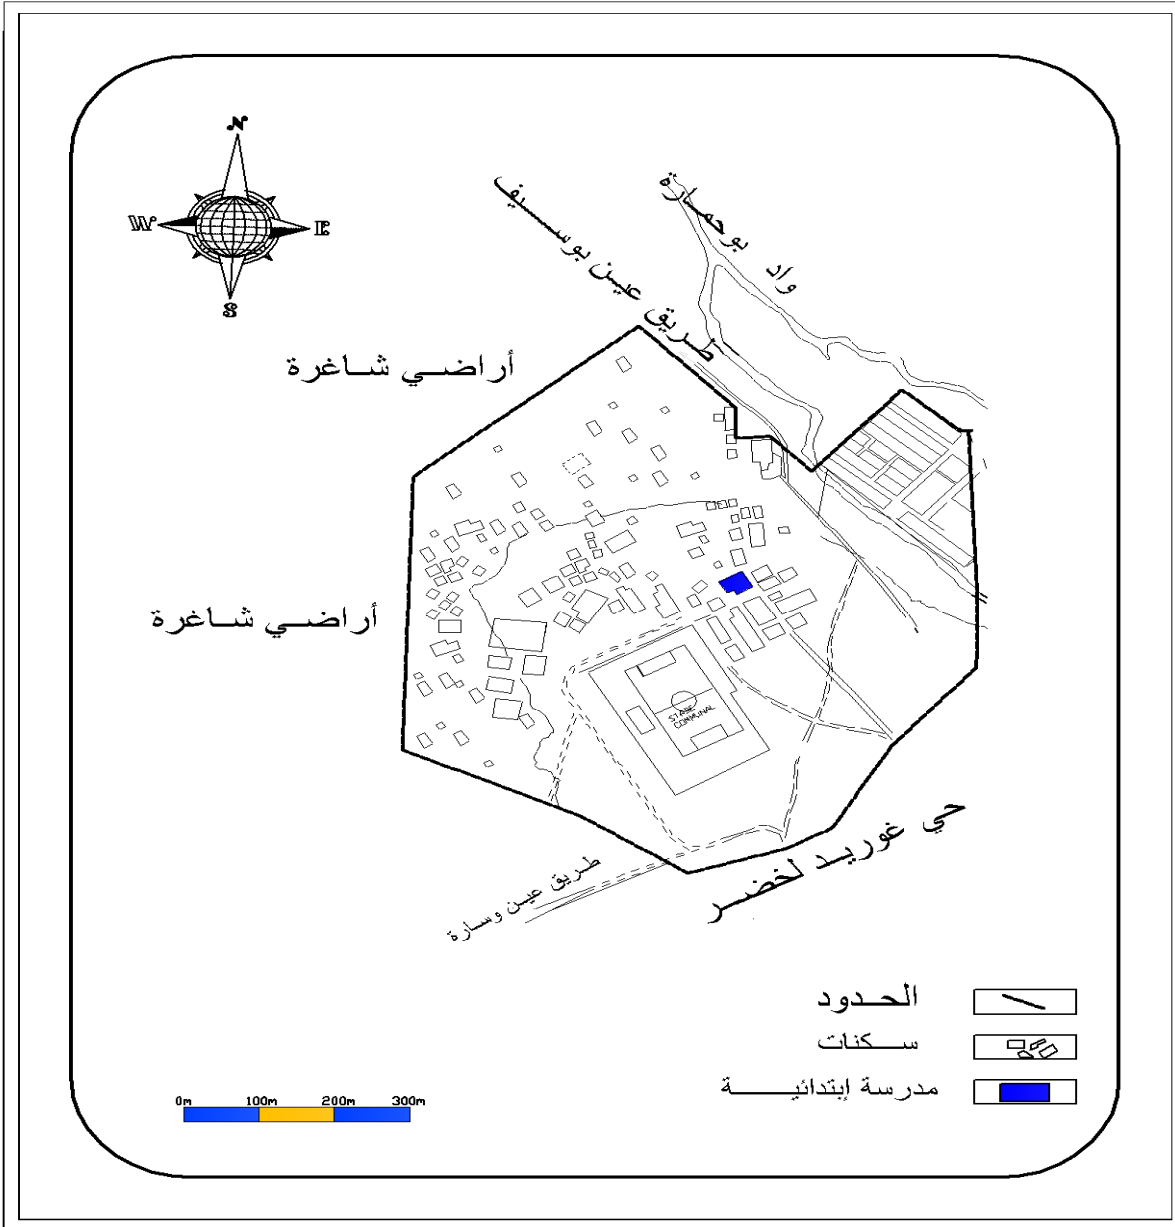 N
W
E
S
واد بوحمارة
طريق عين بوسيف
أراضي شاغرة
أراضي شاغرة
STADE
COMMUNAL
حي غوريد لخضر
طريق عين وسارة
الحدود
سكنات
مدرسة إبتدائية
0m 100m 200m 300m